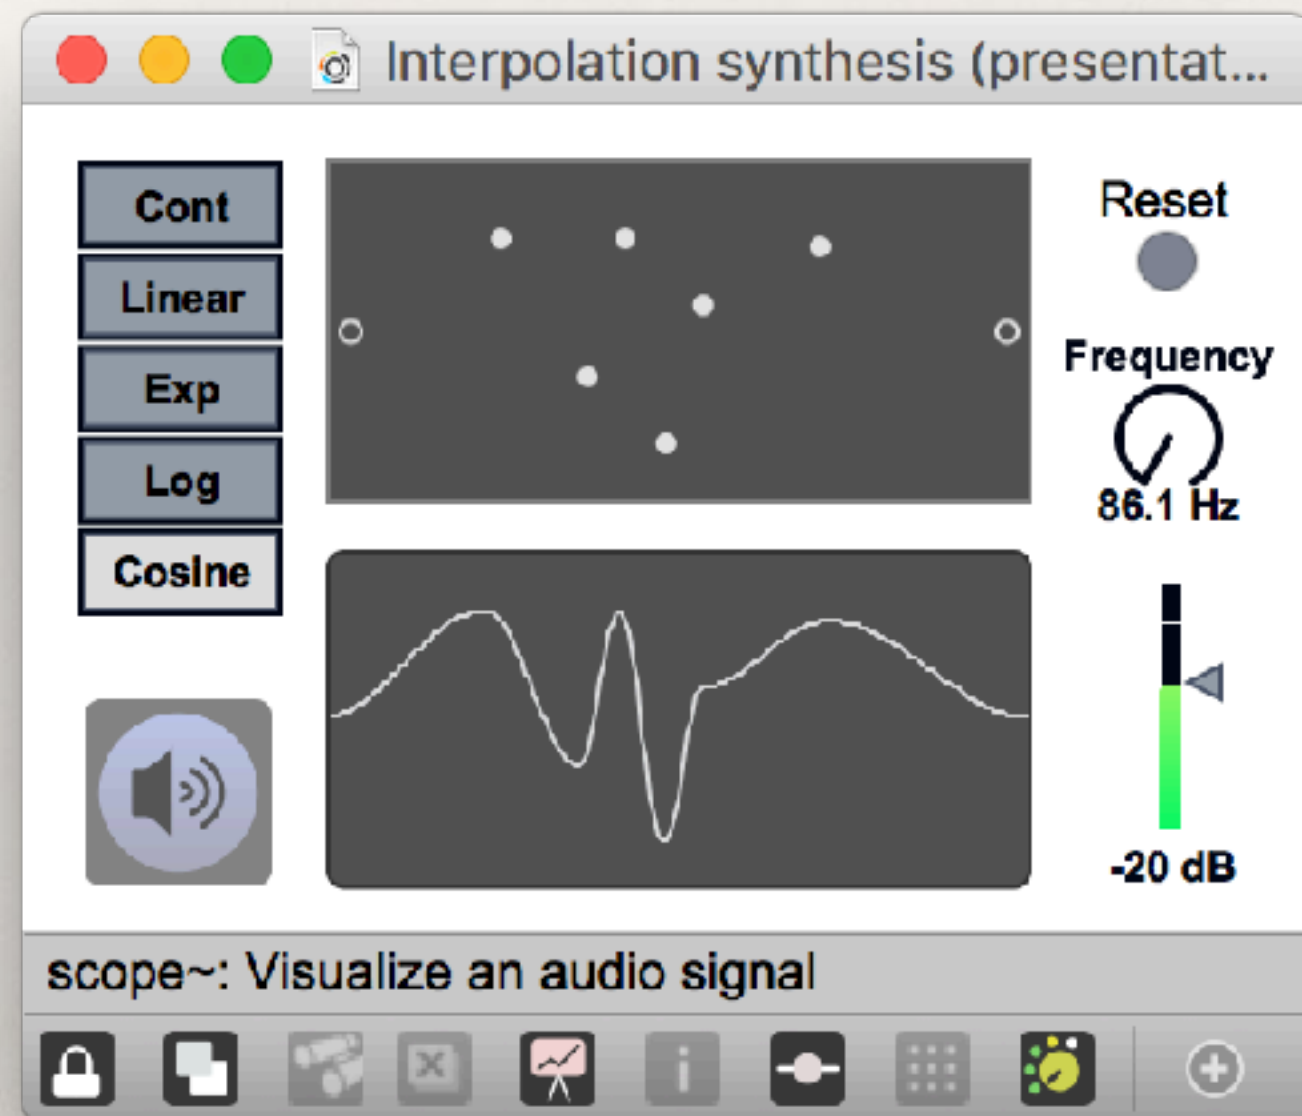 Interpolation synthesis (presentat...
Cont
Linear
Exp
Log
Cosine
Reset
Frequency
86.1 Hz
-20 dB
scope~: Visualize an audio signal